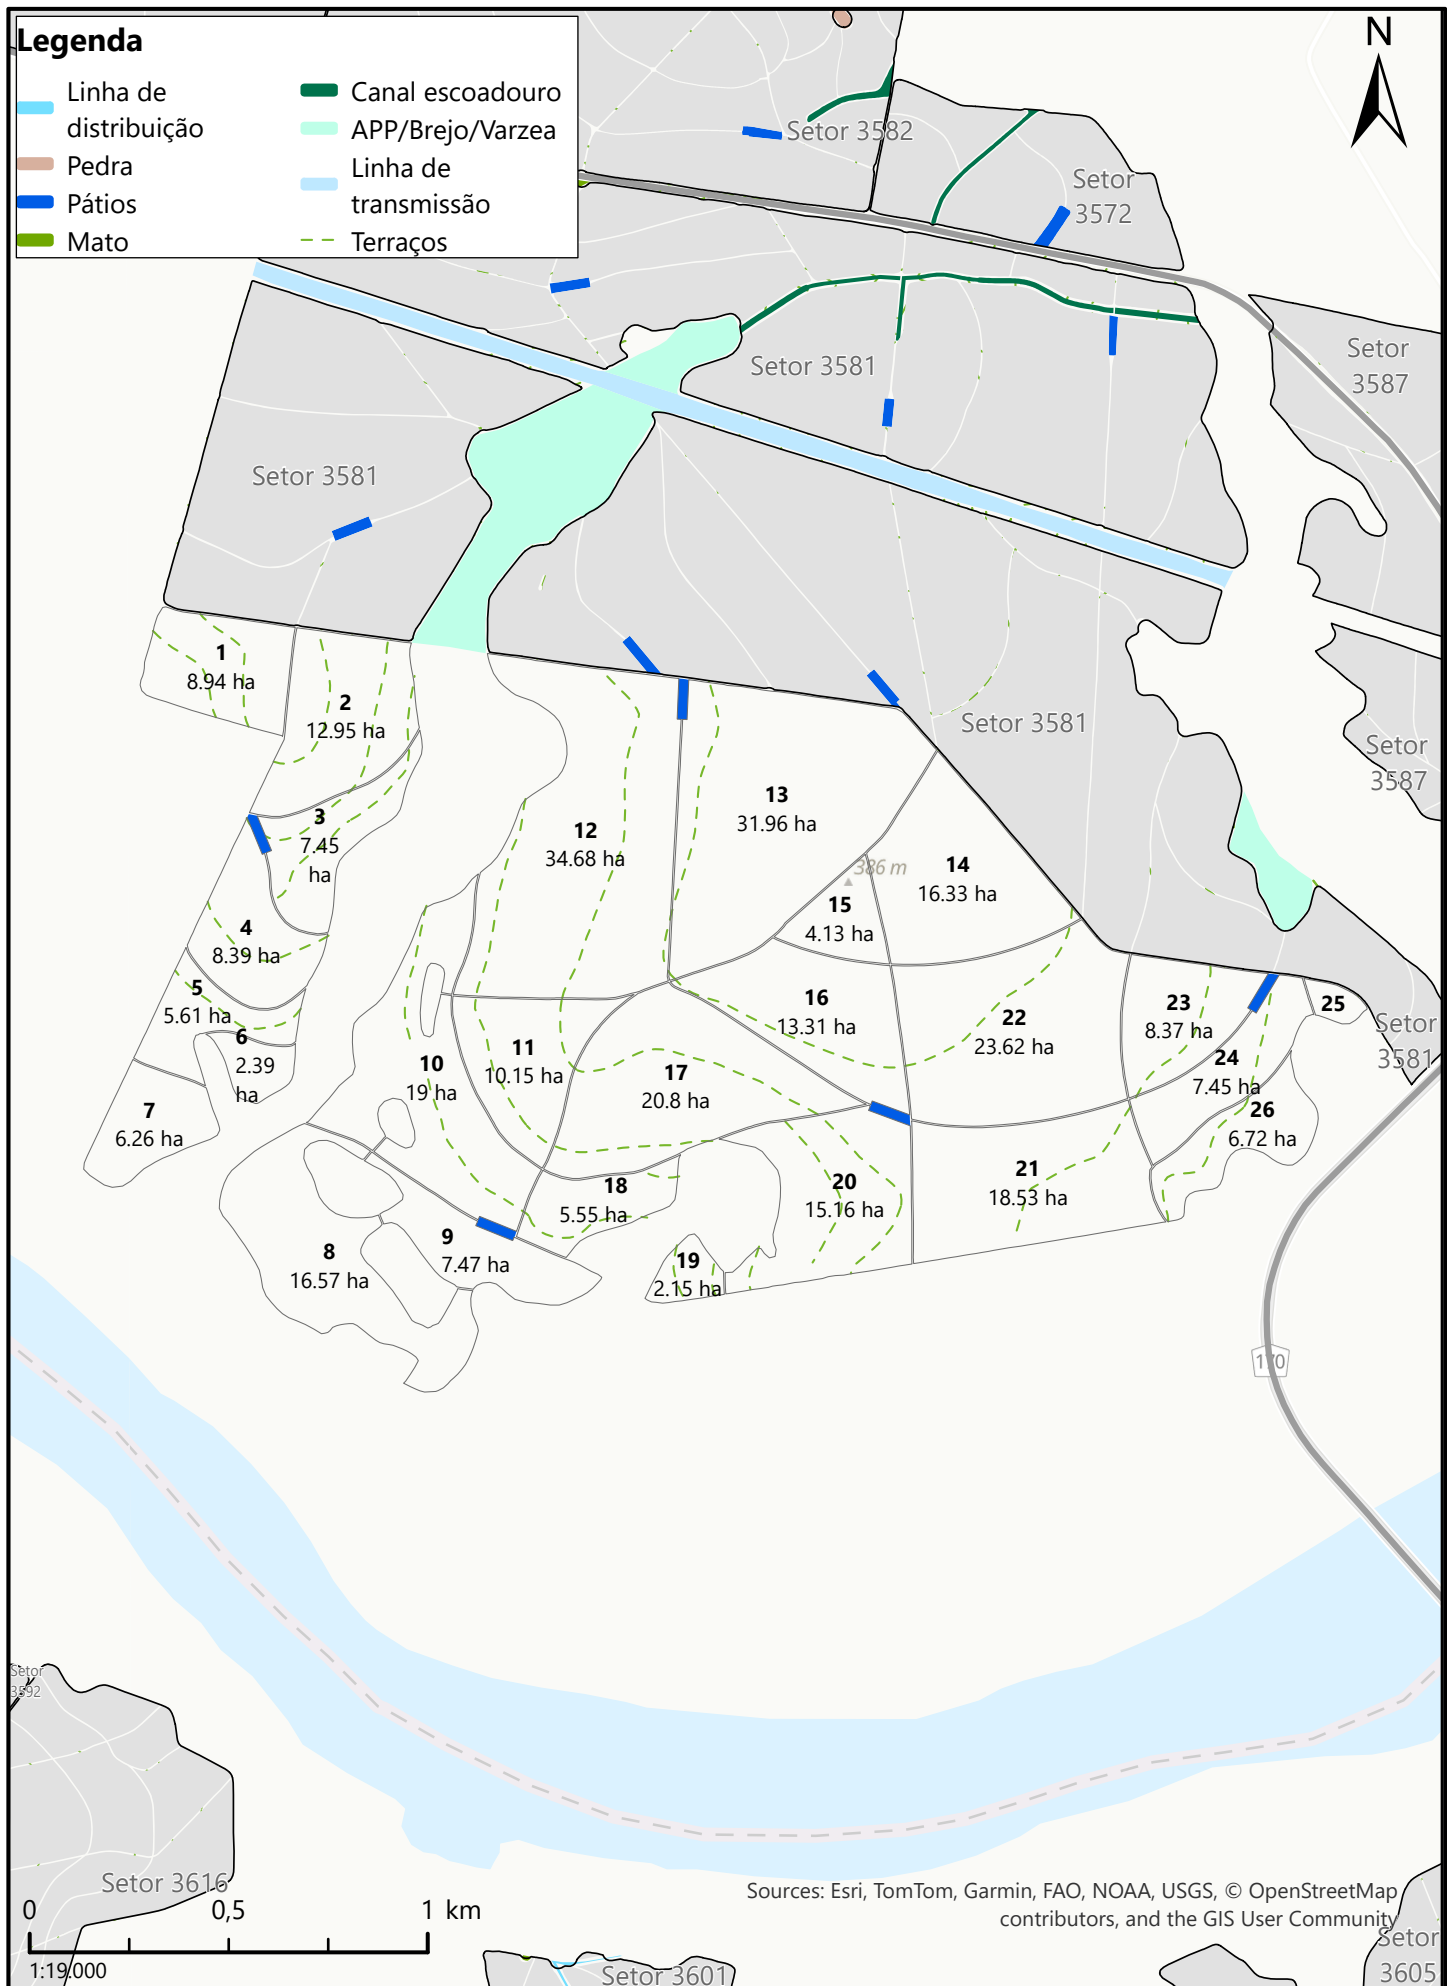 Legenda
Linha de
distribuição
Pedra
Pátios
Mato
Canal escoadouro
APP/Brejo/Varzea
Linha de
transmissão
Terraços
N
Setor 3582
Setor
3572
Setor 3581
Setor
3587
Setor 3581
Setor 3581
Setor
3587
Setor
3581
1
8.94 ha
2
12.95 ha
3
7.45
ha
4
8.39 ha
5
5.61 ha
6
2.39
ha
7
6.26 ha
8
16.57 ha
9
7.47 ha
10
19 ha
11
10.15 ha
12
34.68 ha
13
31.96 ha
386 m
14
16.33 ha
15
4.13 ha
16
13.31 ha
17
20.8 ha
18
5.55 ha
19
2.15 ha
20
15.16 ha
21
18.53 ha
22
23.62 ha
23
8.37 ha
24
7.45 ha
25
26
6.72 ha
170
Setor
3592
Setor 3616
0 0,5 1 km
1:19.000
Sources: Esri, TomTom, Garmin, FAO, NOAA, USGS, © OpenStreetMap
contributors, and the GIS User Community
Setor 3601
Setor
3605